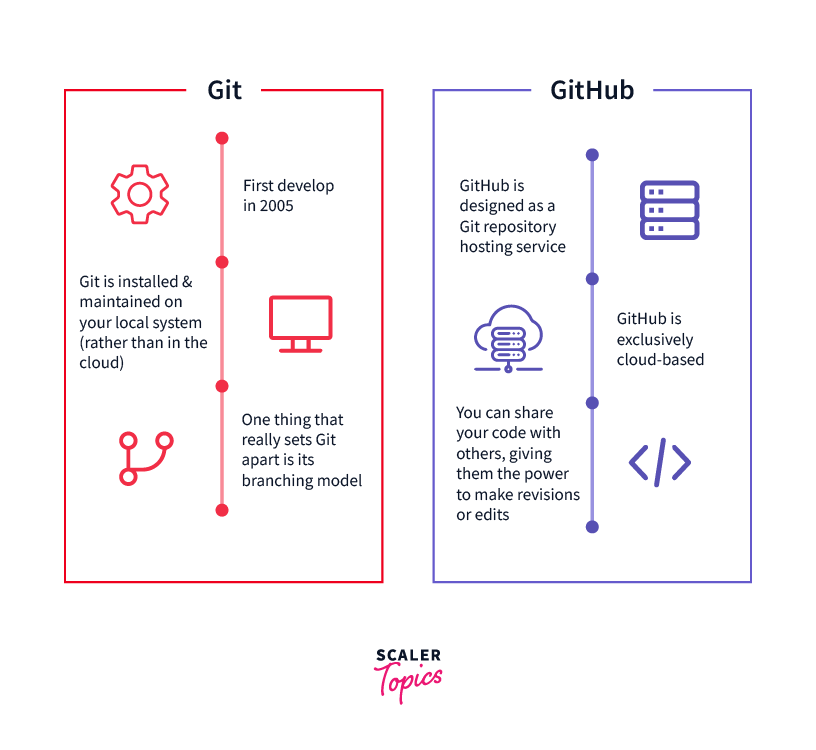 Git
First develop
in 2005
Git is installed &
maintained on
your local system
(rather than in the
cloud)
One thing that
really sets Git
apart is its
branching model
GitHub
GitHub is
designed as a
Git repository
hosting service
GitHub is
exclusively
cloud-based
You can share
your code with
others, giving
them the power
to make revisions
or edits
SCALER
Topics